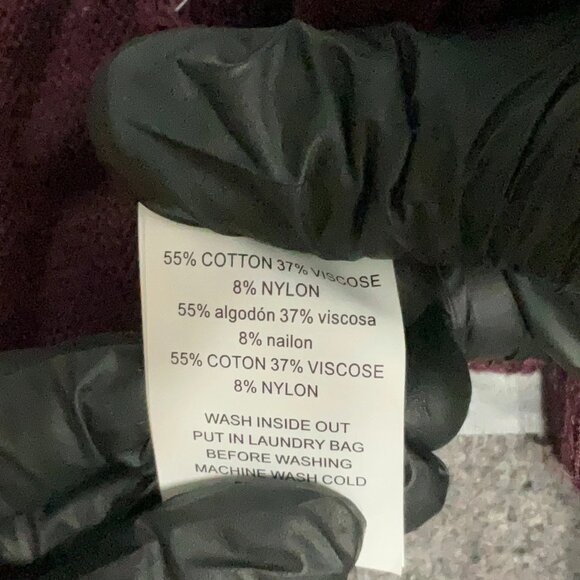 55% COTTON 37% VISCOSE
8% NYLON
55% algodón 37% viscosa
8% nailon
55% COTON 37% VISCOSE
8% NYLON
WASH INSIDE OUT
PUT IN LAUNDRY BAG
BEFORE WASHING
MACHINE WASH COLD